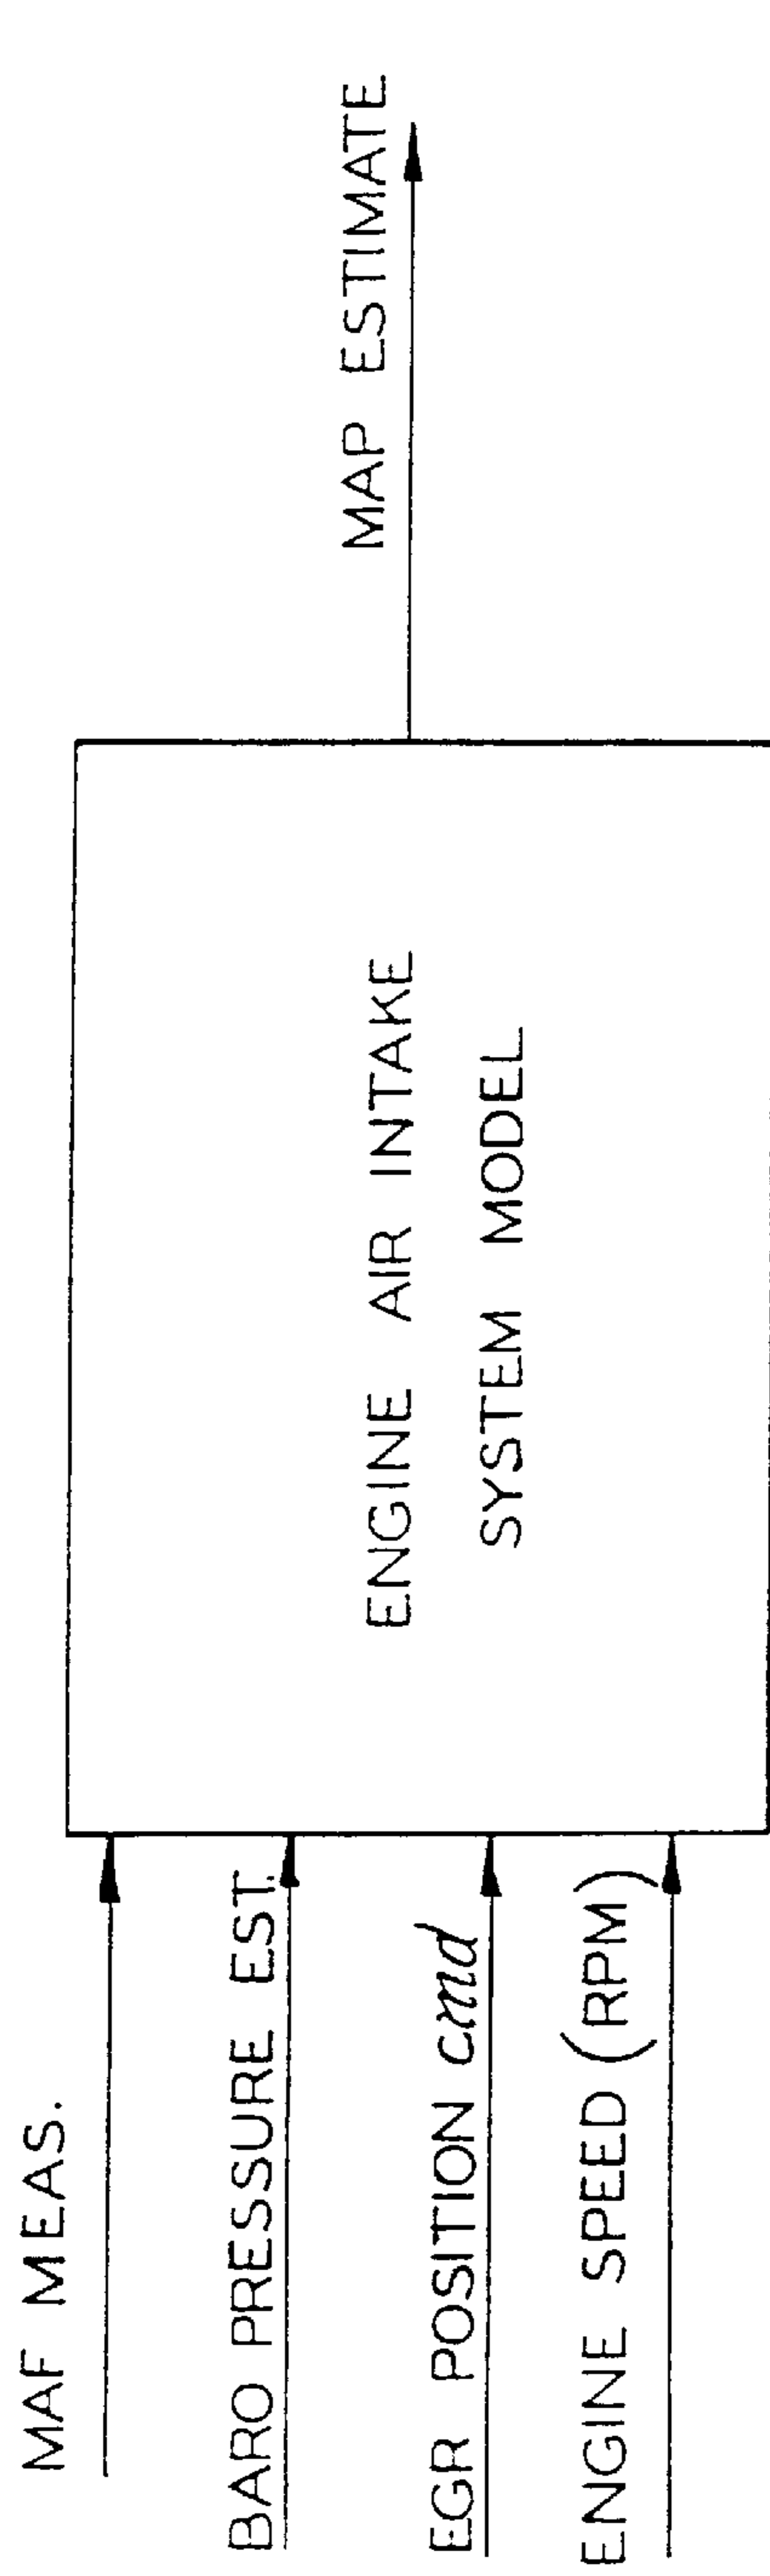 MAF MEAS.
BARO PRESSURE EST.
EGR POSITION cmd
ENGINE SPEED (RPM)
ENGINE AIR INTAKE
SYSTEM MODEL
MAP ESTIMATE